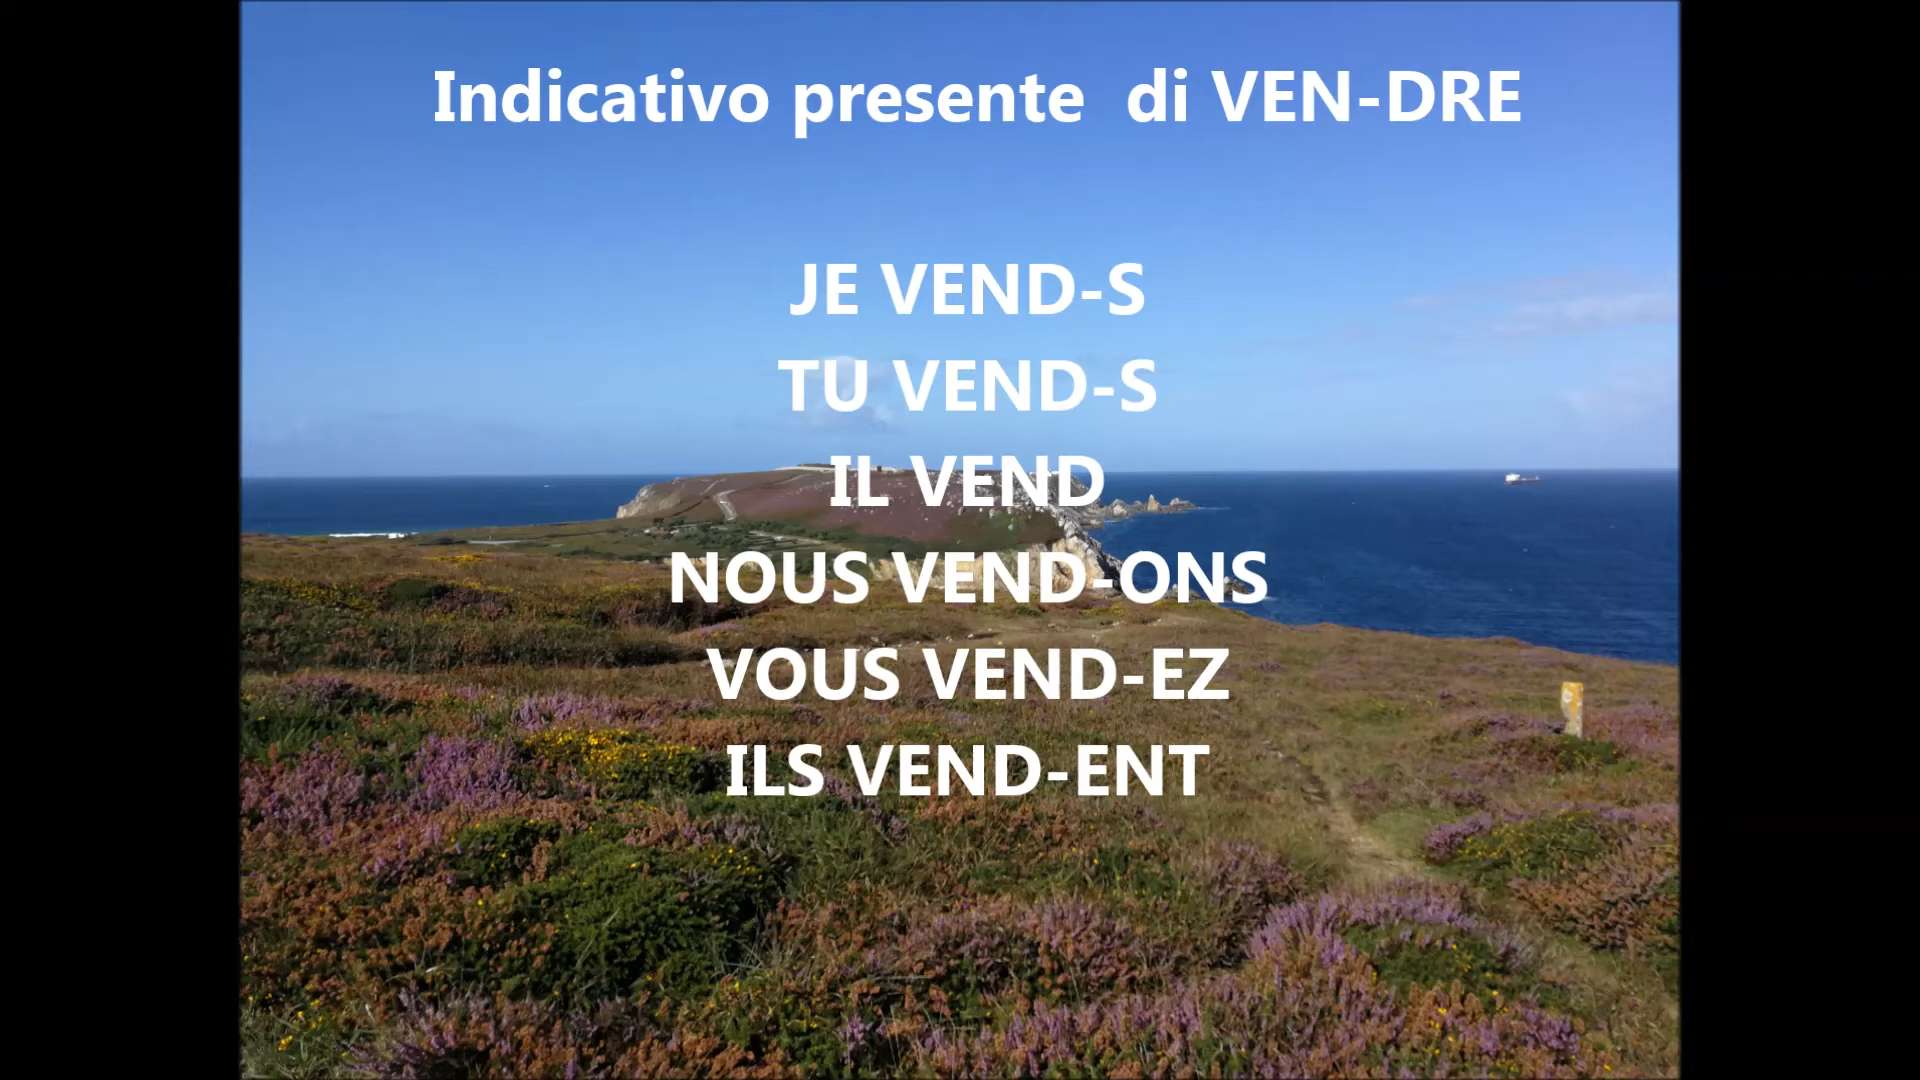 Indicativo presente  di VEN-DRE
JE VEND-S
TU VEND-S
IL VEND
NOUS VEND-ONS
VOUS VEND-EZ
ILS VEND-ENT